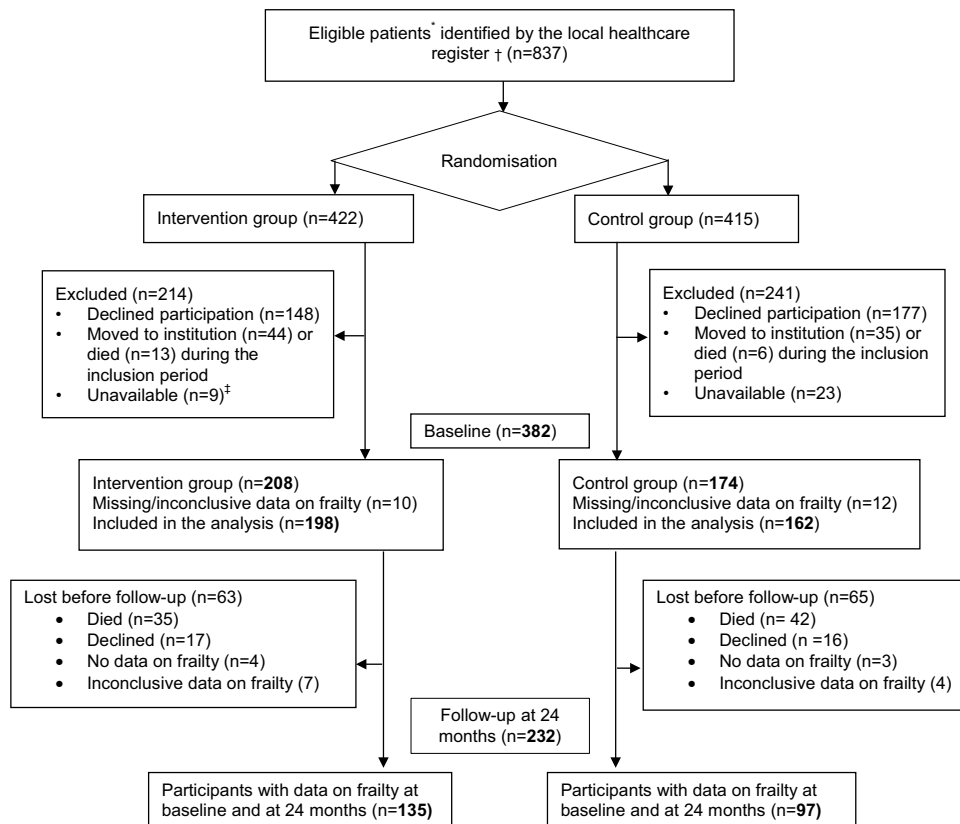 Eligible patients* identified by the local healthcare
register † (n=837)
Randomisation
Intervention group (n=422)
Control group (n=415)
Excluded (n=214)
• Declined participation (n=148)
• Moved to institution (n=44) or
died (n=13) during the
inclusion period
• Unavailable (n=9)‡
Excluded (n=241)
• Declined participation (n=177)
• Moved to institution (n=35) or
died (n=6) during the inclusion
period
• Unavailable (n=23)
Baseline (n=382)
Intervention group (n=208)
Missing/inconclusive data on frailty (n=10)
Included in the analysis (n=198)
Control group (n=174)
Missing/inconclusive data on frailty (n=12)
Included in the analysis (n=162)
Lost before follow-up (n=63)
• Died (n=35)
• Declined (n=17)
• No data on frailty (n=4)
• Inconclusive data on frailty (7)
Lost before follow-up (n=65)
• Died (n= 42)
• Declined (n =16)
• No data on frailty (n=3)
• Inconclusive data on frailty (4)
Follow-up at 24
months (n=232)
Participants with data on frailty at
baseline and at 24 months (n=135)
Participants with data on frailty at
baseline and at 24 months (n=97)